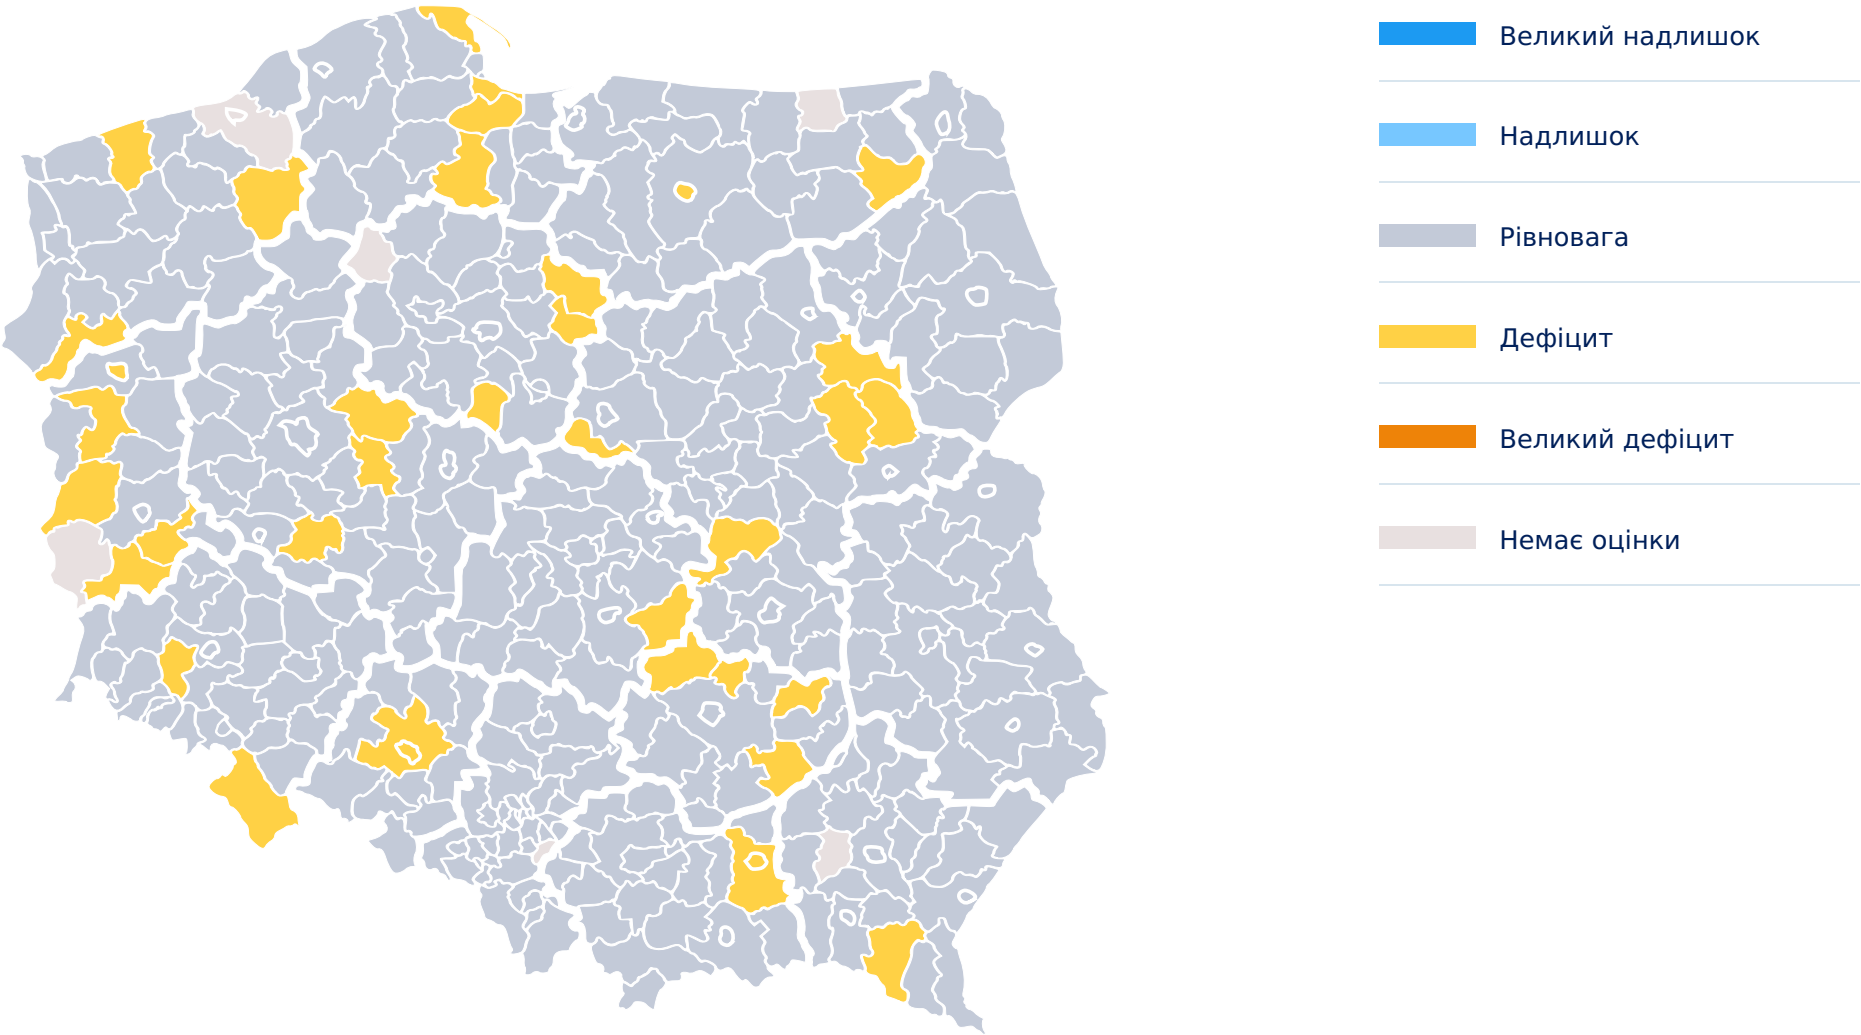 Великий надлишок
Надлишок
Рівновага
Дефіцит
Великий дефіцит
Немає оцінки